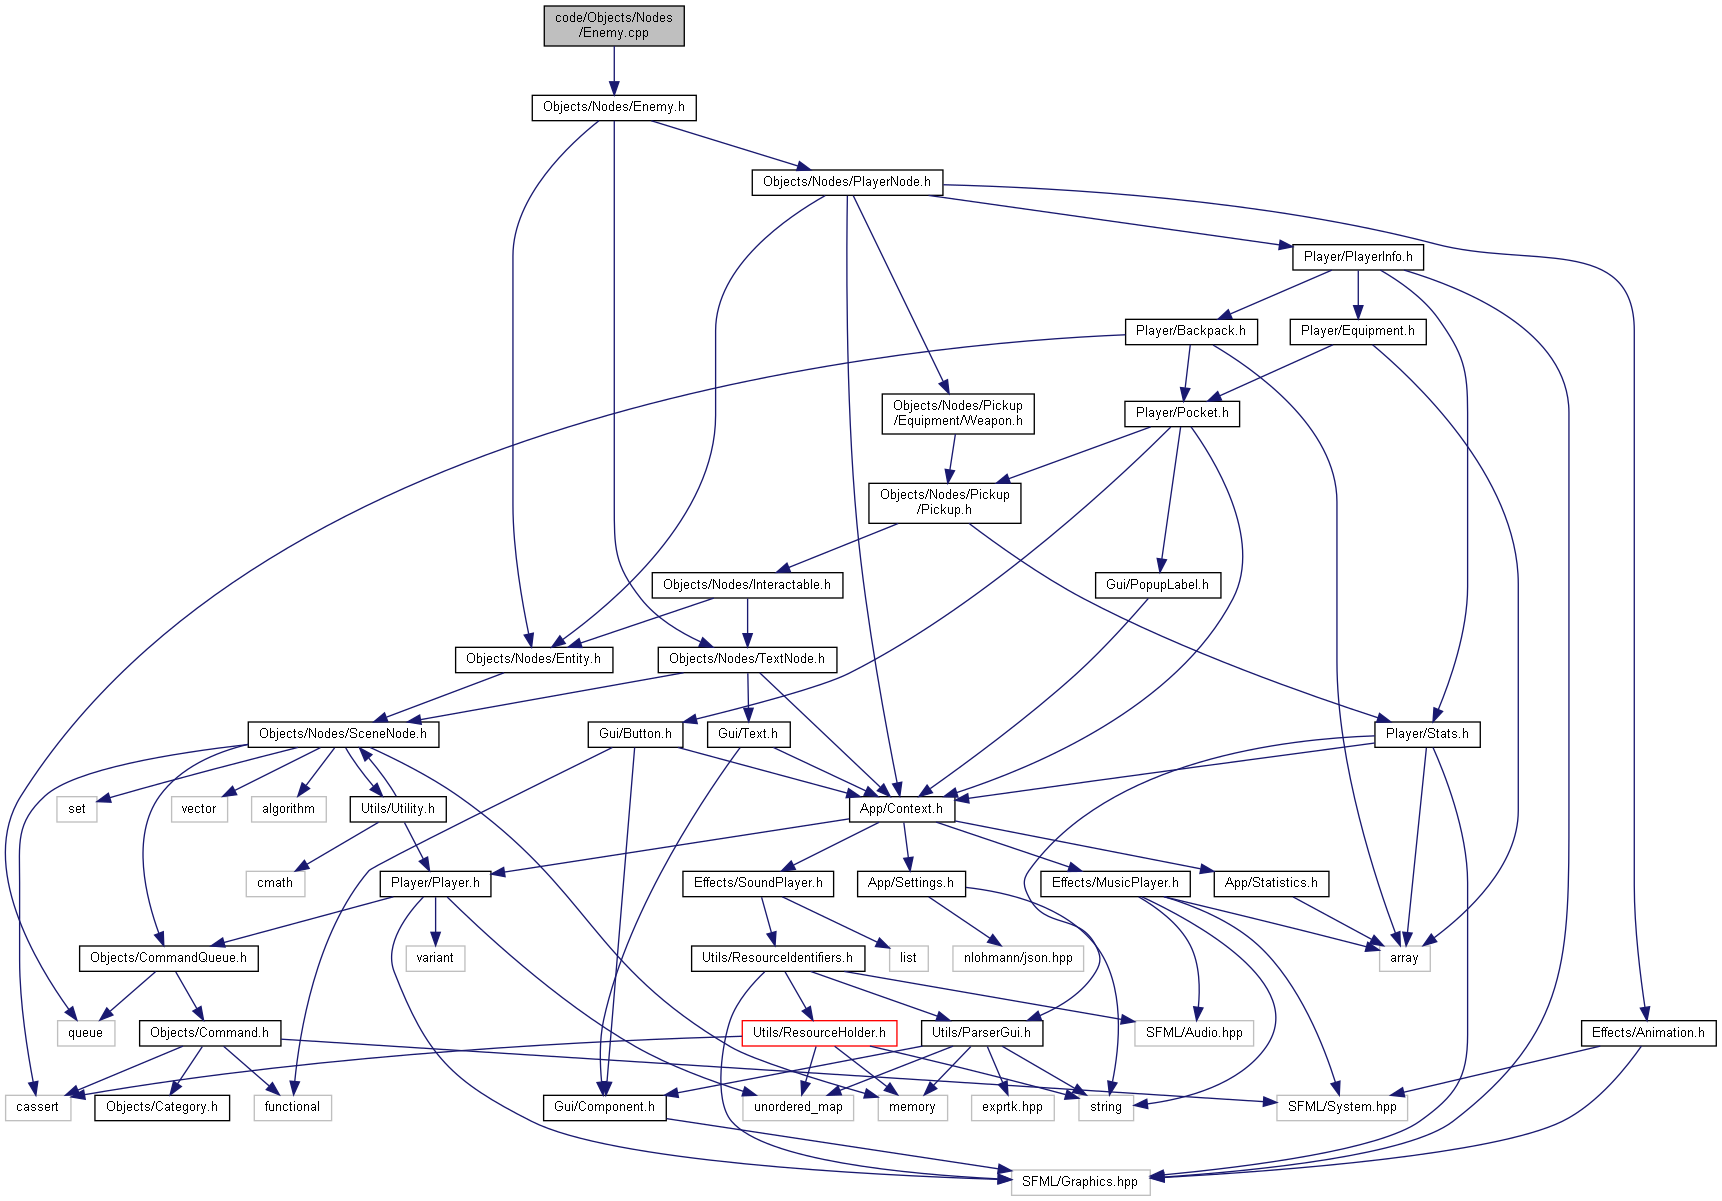 code/Objects/Nodes
/Enemy.cpp
Objects/Nodes/Enemy.h
Objects/Nodes/PlayerNode.h
Player/PlayerInfo.h
Player/Backpack.h
Player/Equipment.h
Objects/Nodes/Pickup
/Equipment/Weapon.h
Player/Pocket.h
Objects/Nodes/Pickup
/Pickup.h
Objects/Nodes/Interactable.h
Gui/PopupLabel.h
Objects/Nodes/Entity.h
Objects/Nodes/TextNode.h
Objects/Nodes/SceneNode.h
Gui/Button.h
Gui/Text.h
Player/Stats.h
set
vector
algorithm
Utils/Utility.h
App/Context.h
cmath
Player/Player.h
Effects/SoundPlayer.h
App/Settings.h
Effects/MusicPlayer.h
App/Statistics.h
Objects/CommandQueue.h
variant
Utils/ResourceIdentifiers.h
list
nlohmann/json.hpp
array
queue
Objects/Command.h
Utils/ResourceHolder.h
Utils/ParserGui.h
SFML/Audio.hpp
Effects/Animation.h
cassert
Objects/Category.h
functional
Gui/Component.h
unordered_map
memory
exprtk.hpp
string
SFML/System.hpp
SFML/Graphics.hpp